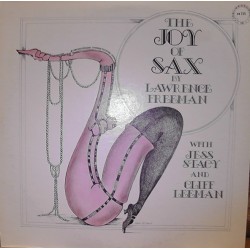 THE
JOY
OF
SAX
BY
LAWRENCE
FREEMAN
WITH
JESS
STACY
AND
CLIFF
LEEMAN